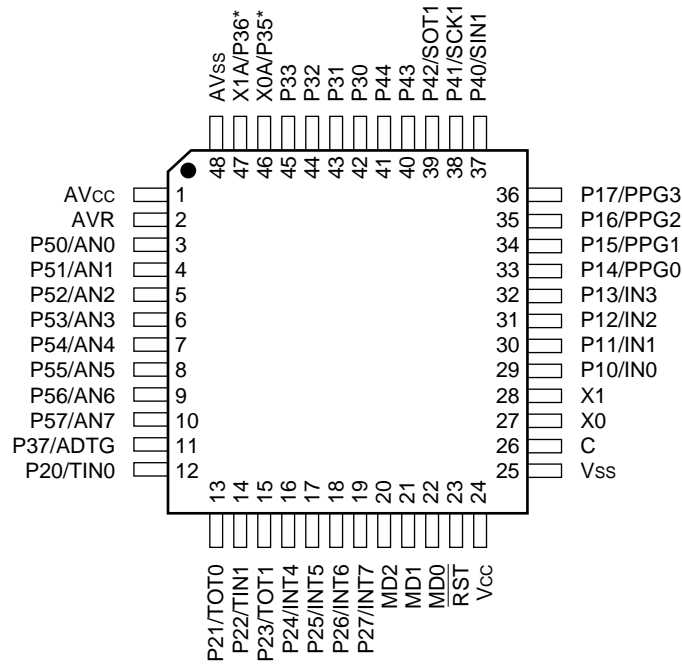 AVss
X1A/P36*
X0A/P35*
P33
P32
P31
P30
P44
P43
P42/SOT1
P41/SCK1
P40/SIN1
48
47
46
45
44
43
42
41
40
39
38
37
AVcc 1
AVR 2
P50/AN0 3
P51/AN1 4
P52/AN2 5
P53/AN3 6
P54/AN4 7
P55/AN5 8
P56/AN6 9
P57/AN7 10
P37/ADTG 11
P20/TIN0 12
36 P17/PPG3
35 P16/PPG2
34 P15/PPG1
33 P14/PPG0
32 P13/IN3
31 P12/IN2
30 P11/IN1
29 P10/IN0
28 X1
27 X0
26 C
25 Vss
13
14
15
16
17
18
19
20
21
22
23
24
P21/TOT0
P22/TIN1
P23/TOT1
P24/INT4
P25/INT5
P26/INT6
P27/INT7
MD2
MD1
MD0
RST
Vcc